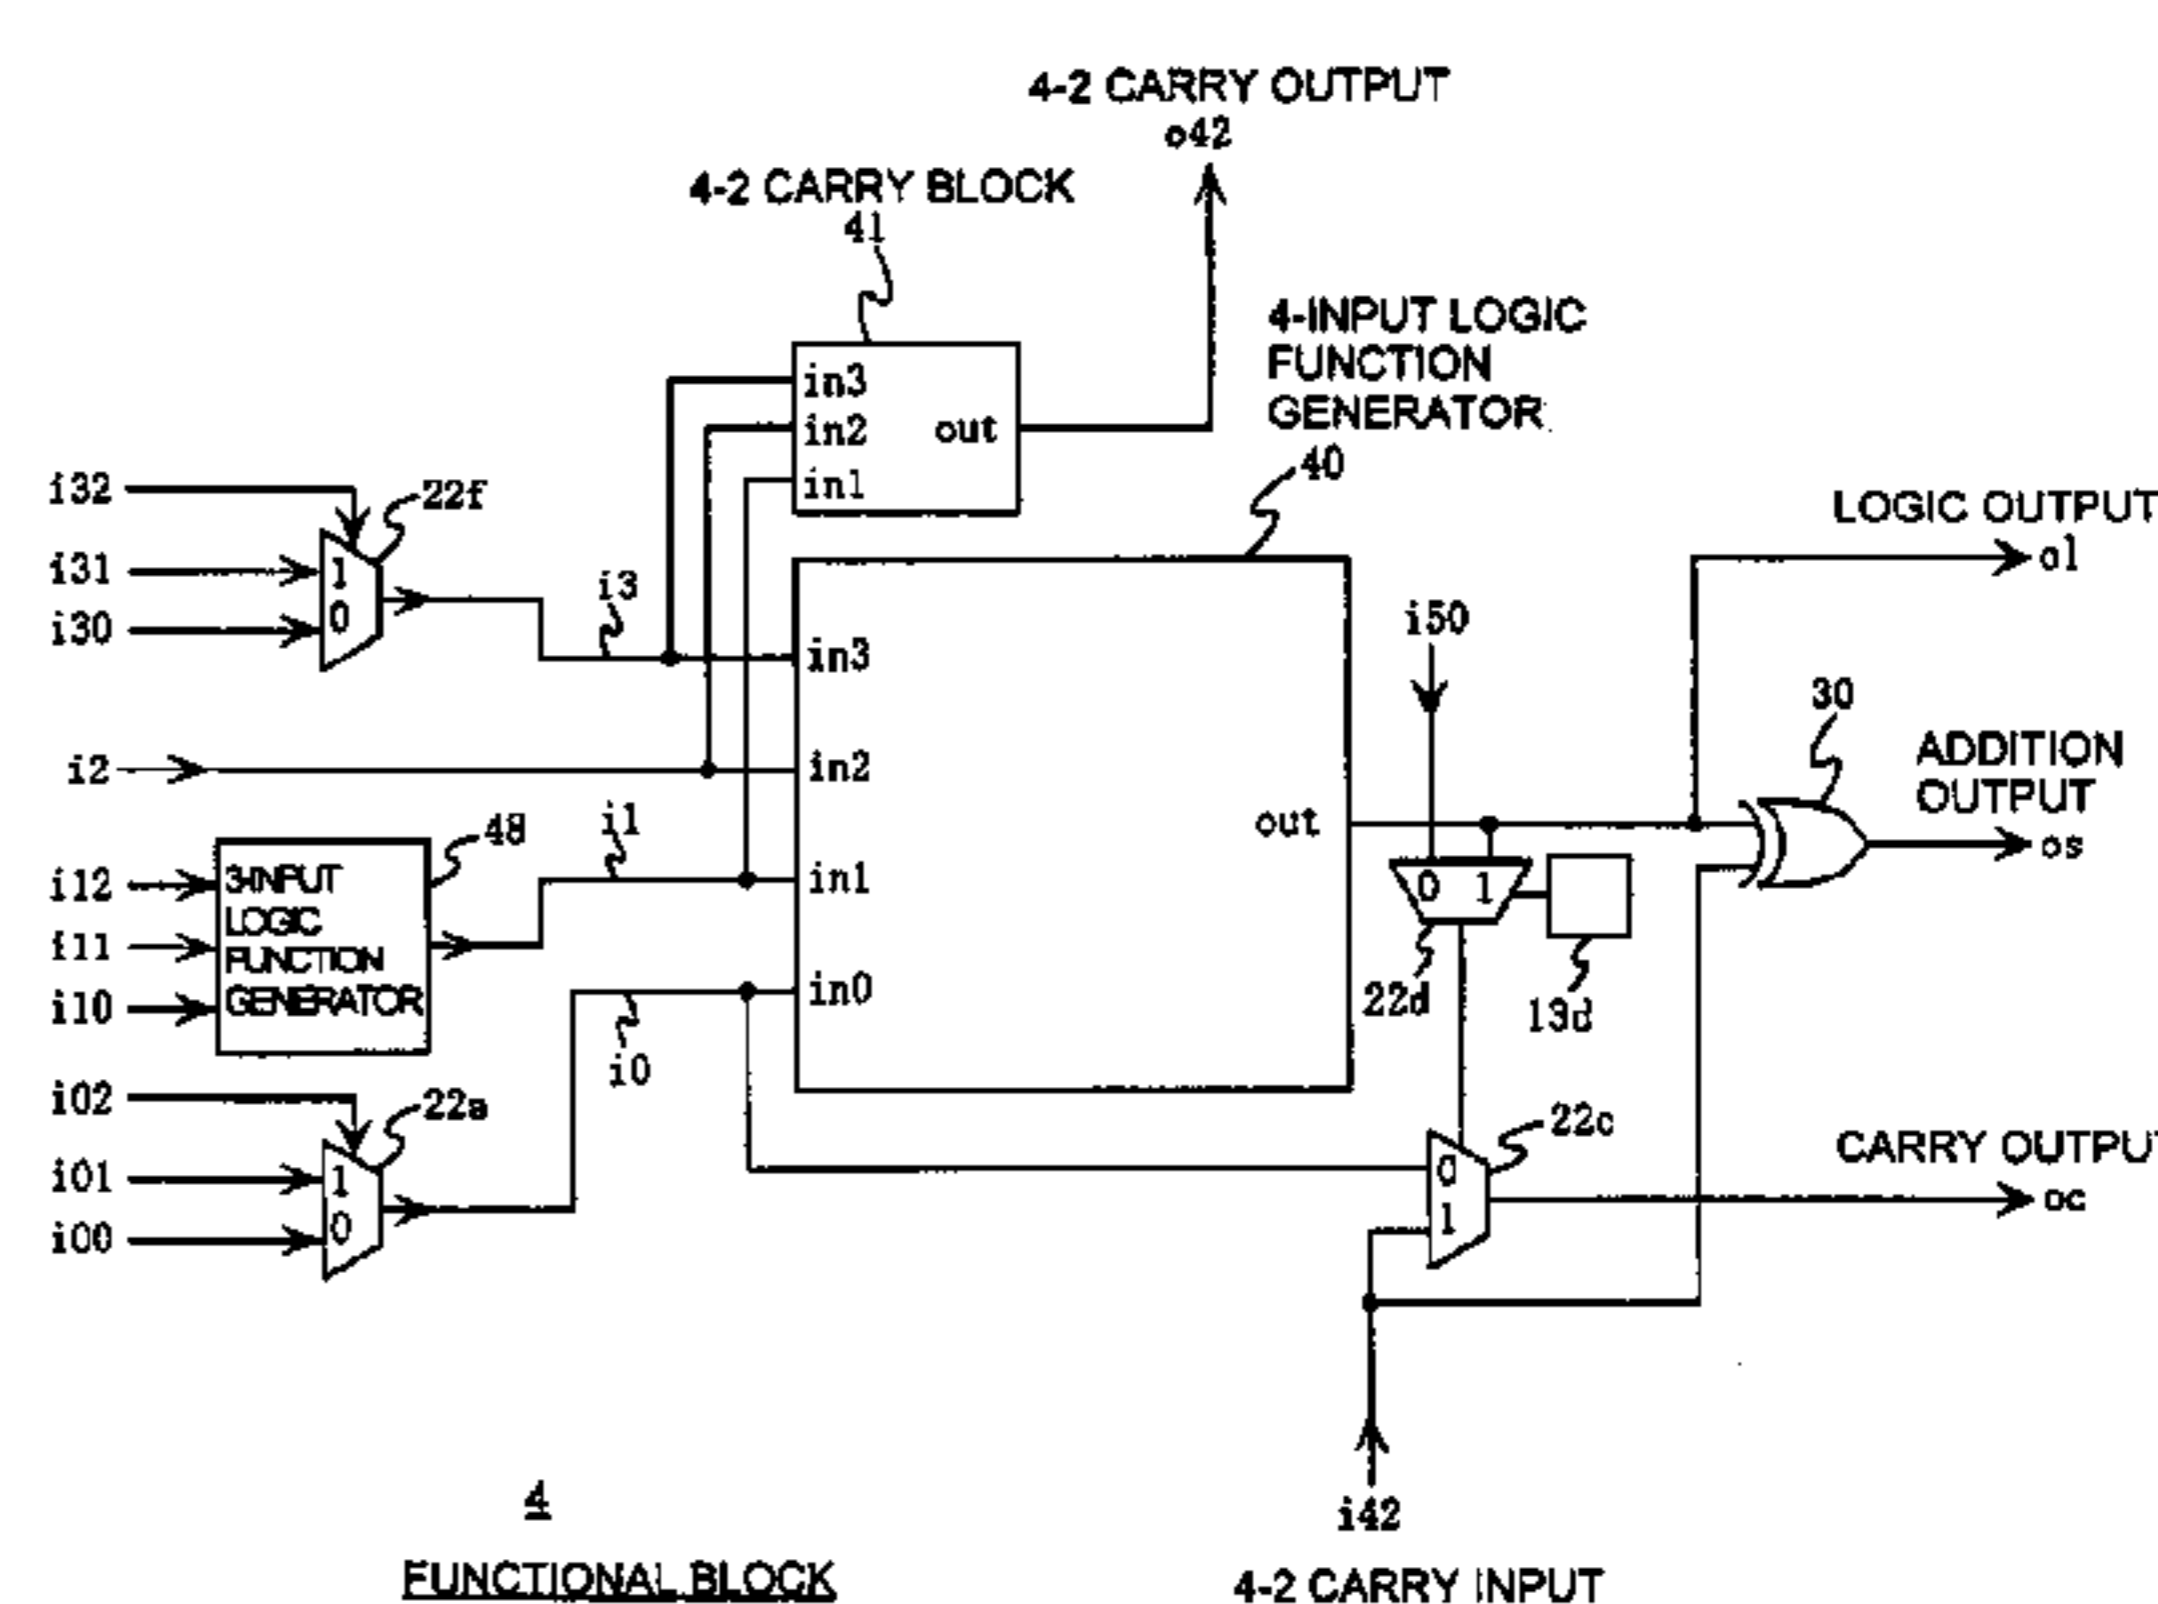 4-2 CARRY OUTPUT
o42
4-2 CARRY BLOCK
41
4-INPUT LOGIC
FUNCTION
GENERATOR
40
in3
in2
in1
out
i32
i31
i30
22f
1
0
i3
i2
in3
in2
in1
in0
out
i50
LOGIC OUTPUT
ol
30
ADDITION
OUTPUT
os
i12
i11
i10
3-INPUT
LOGIC
FUNCTION
GENERATOR
48
i1
0 1
22d
13d
i02
i01
i00
22a
1
0
i0
22c
0
1
CARRY OUTPUT
oc
i42
4-2 CARRY INPUT
4
FUNCTIONAL BLOCK